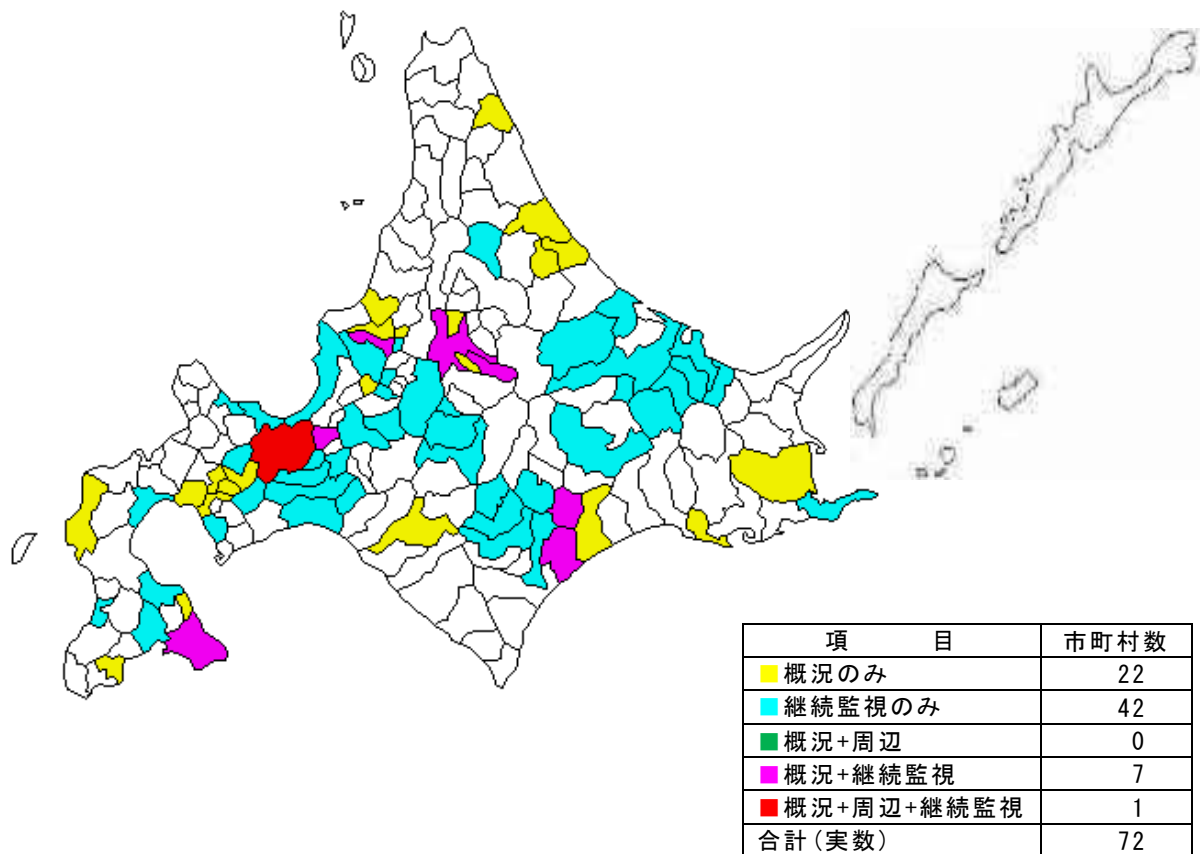 項 目 市町村数
■概況のみ 22
■継続監視のみ 42
■概況+周辺 0
■概況+継続監視 7
■概況+周辺+継続監視 1
合計(実数) 72